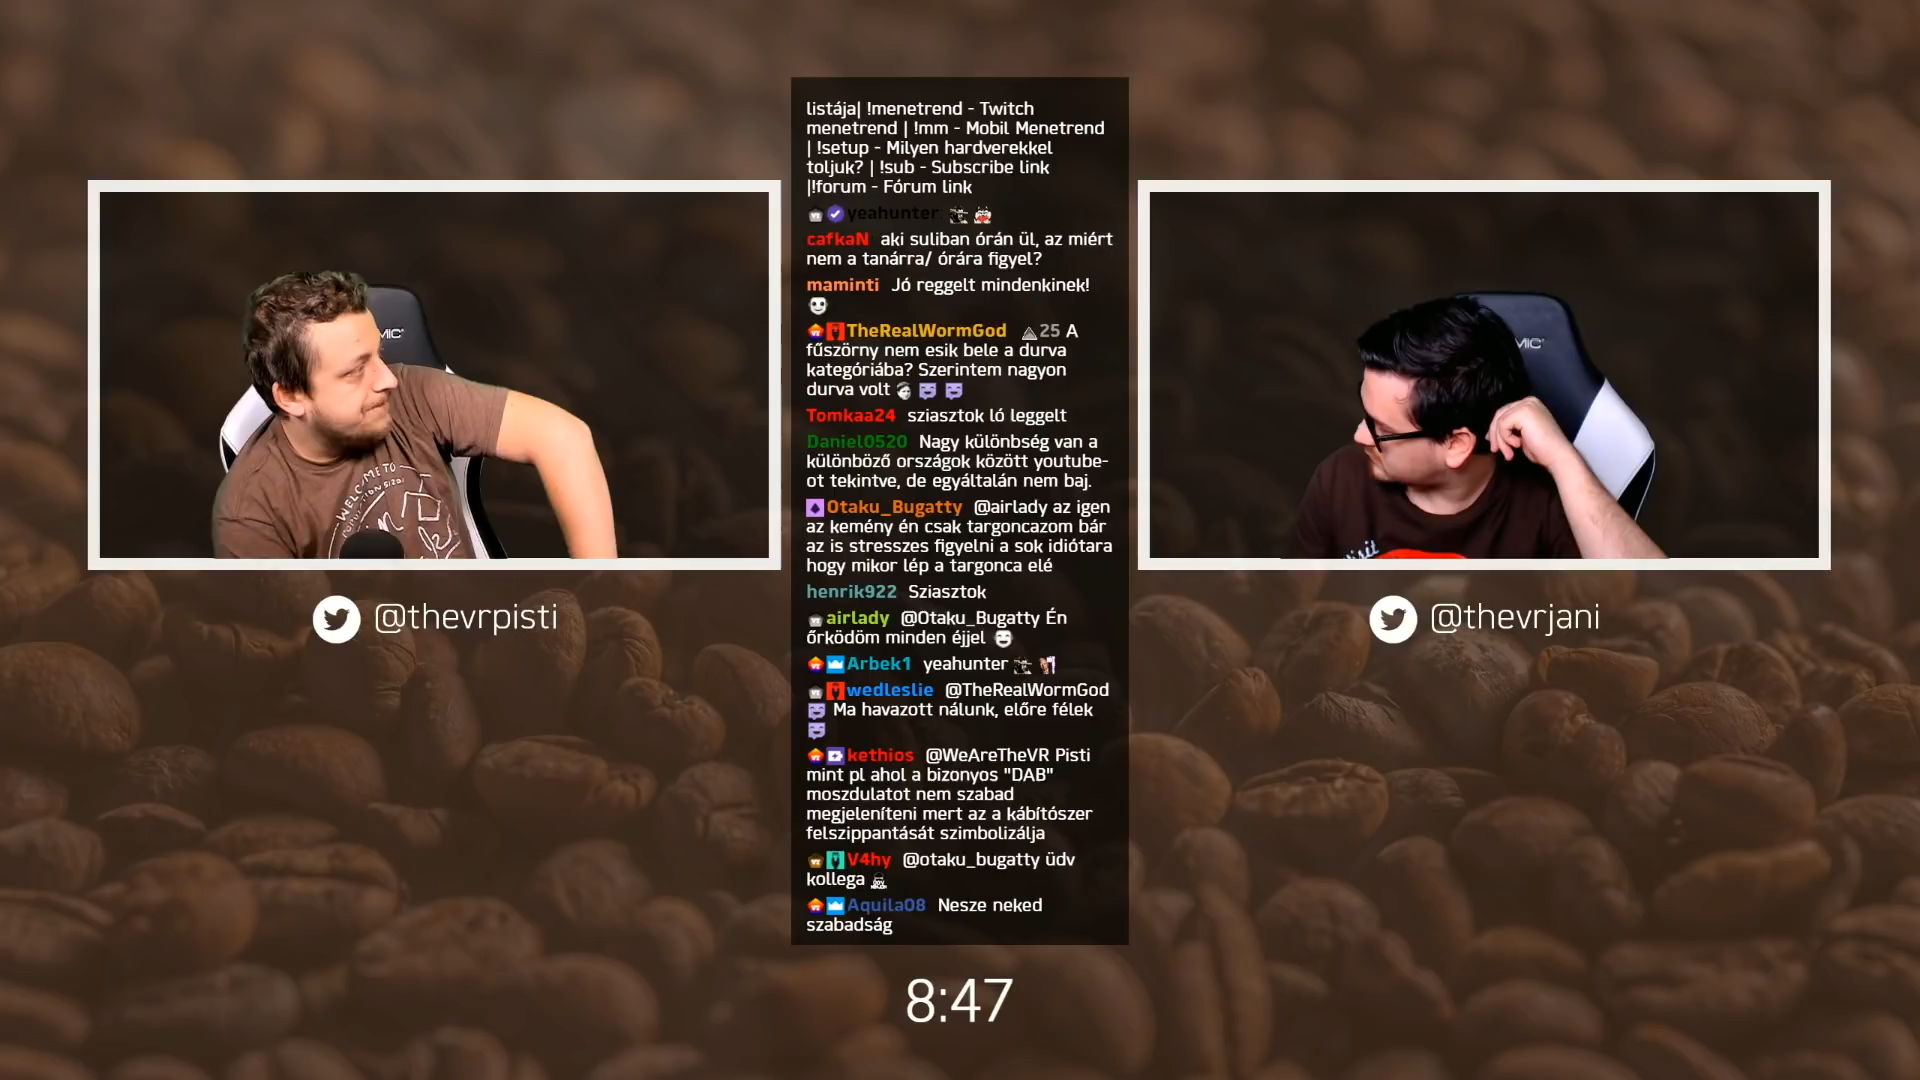 listája| !menetrend - Twitch
menetrend | !mm - Mobil Menetrend
| !setup - Milyen hardverekkel
toljuk? | !sub - Subscribe link
|!forum - Fórum link
yeahunter.
cafkaN aki suliban órán ül, az miért
nem a tanárra/ órára figyel?
maminti Jó reggelt mindenkinek!
TheRealWormGod 25 A
fűszörny nem esik bele a durva
kategóriába? Szerintem nagyon
durva volt
Tomkaa24 sziasztok ló leggelt
Daniel0520 Nagy különbség van a
különböző országok között youtube-
ot tekintve, de egyáltalán nem baj.
Otaku_Bugatty @airlady az igen
az kemény én csak targoncazom bár
az is stresszes figyelni a sok idiótara
hogy mikor lép a targonca elé
henrik922 Sziasztok
airlady @Otaku_Bugatty Én
őrködöm minden éjjel
Arbek1 yeahunter
wedleslie @TheRealWormGod
Ma havazott nálunk, előre félek
kethios @WeAreTheVR Pisti
mint pl ahol a bizonyos "DAB"
moszdulatot nem szabad
megjeleníteni mert az a kábítószer
felszippantását szimbolizálja
V4hy @otaku_bugatty üdv
kollega
Aquila08 Nesze neked
szabadság
@thevrpisti
@thevrjani
8:47
WELCOME TO
MIC
MIC